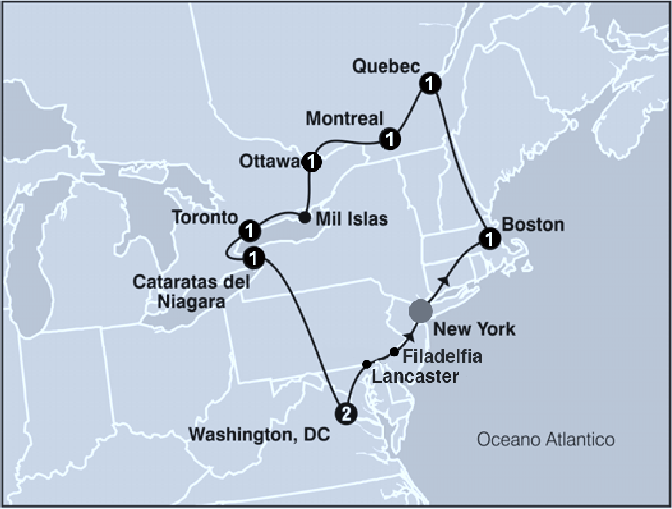 Quebec
1
Montreal
1
Ottawa
1
Toronto
1
Mil Islas
Boston
1
1
Cataratas del
Niagara
New York
Filadelfia
Lancaster
2
Washington, DC
Oceano Atlantico